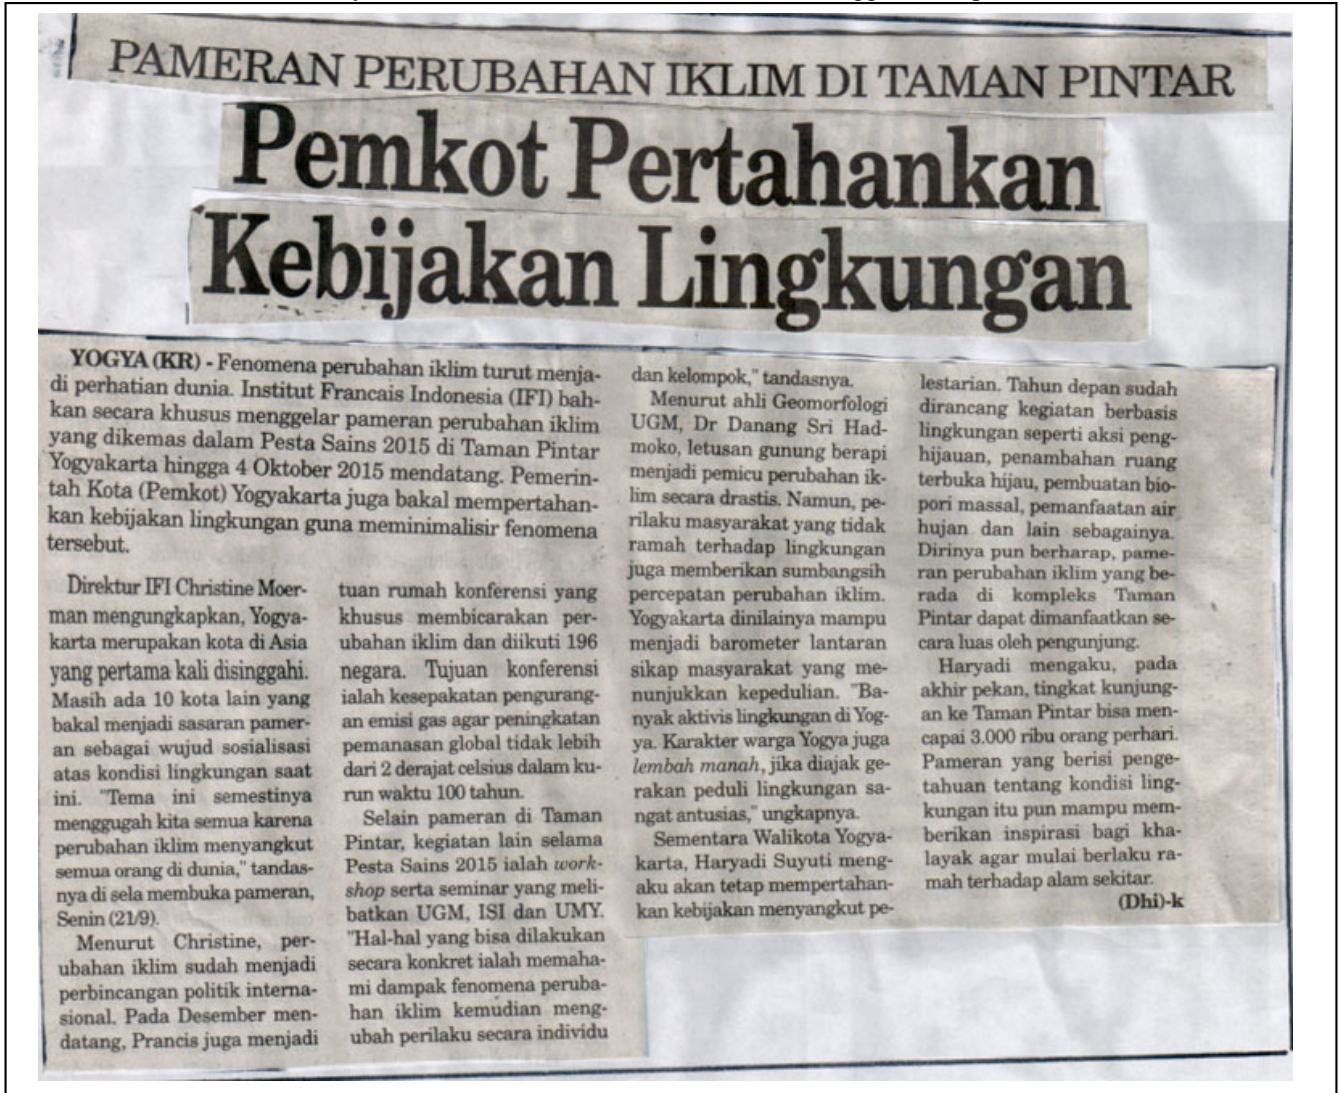 PAMERAN PERUBAHAN IKLIM DI TAMAN PINTAR
Pemkot Pertahankan
Kebijakan Lingkungan
YOGYA (KR) - Fenomena perubahan iklim turut menja-
di perhatian dunia. Institut Francais Indonesia (IFI) bah-
kan secara khusus menggelar pameran perubahan iklim
yang dikemas dalam Pesta Sains 2015 di Taman Pintar
Yogyakarta hingga 4 Oktober 2015 mendatang. Pemerin-
tah Kota (Pemkot) Yogyakarta juga bakal mempertahan-
kan kebijakan lingkungan guna meminimalisir fenomena
tersebut.
Direktur IFI Christine Moer-
man mengungkapkan, Yogya-
karta merupakan kota di Asia
yang pertama kali disinggahi.
Masih ada 10 kota lain yang
bakal menjadi sasaran pamer-
an sebagai wujud sosialisasi
atas kondisi lingkungan saat
ini. "Tema ini semestinya
menggugah kita semua karena
perubahan iklim menyangkut
semua orang di dunia," tandas-
nya di sela membuka pameran,
Senin (21/9).
Menurut Christine, per-
ubahan iklim sudah menjadi
perbincangan politik interna-
sional. Pada Desember men-
datang, Prancis juga menjadi
tuan rumah konferensi yang
khusus membicarakan per-
ubahan iklim dan diikuti 196
negara. Tujuan konferensi
ialah kesepakatan pengurang-
an emisi gas agar peningkatan
pemanasan global tidak lebih
dari 2 derajat celsius dalam ku-
run waktu 100 tahun.
Selain pameran di Taman
Pintar, kegiatan lain selama
Pesta Sains 2015 ialah work-
shop serta seminar yang meli-
batkan UGM, ISI dan UMY.
"Hal-hal yang bisa dilakukan
secara konkret ialah memaha-
mi dampak fenomena peruba-
han iklim kemudian meng-
ubah perilaku secara individu
dan kelompok," tandasnya.
Menurut ahli Geomorfologi
UGM, Dr Danang Sri Had-
moko, letusan gunung berapi
menjadi pemicu perubahan ik-
lim secara drastis. Namun, pe-
rilaku masyarakat yang tidak
ramah terhadap lingkungan
juga memberikan sumbangsih
percepatan perubahan iklim.
Yogyakarta dinilainya mampu
menjadi barometer lantaran
sikap masyarakat yang me-
nunjukkan kepedulian. "Ba-
nyak aktivis lingkungan di Yog-
ya. Karakter warga Yogya juga
lembah manah, jika diajak ge-
rakan peduli lingkungan sa-
ngat antusias," ungkapnya.
Sementara Walikota Yogya-
karta, Haryadi Suyuti meng-
aku akan tetap mempertahan-
kan kebijakan menyangkut pe-
lestarian. Tahun depan sudah
dirancang kegiatan berbasis
lingkungan seperti aksi peng-
hijauan, penambahan ruang
terbuka hijau, pembuatan bio-
pori massal, pemanfaatan air
hujan dan lain sebagainya.
Dirinya pun berharap, pame-
ran perubahan iklim yang be-
rada di kompleks Taman
Pintar dapat dimanfaatkan se-
cara luas oleh pengunjung.
Haryadi mengaku, pada
akhir pekan, tingkat kunjung-
an ke Taman Pintar bisa men-
capai 3.000 ribu orang perhari.
Pameran yang berisi penge-
tahuan tentang kondisi ling-
kungan itu pun mampu mem-
berikan inspirasi bagi kha-
layak agar mulai berlaku ra-
mah terhadap alam sekitar.
(Dhi)-k